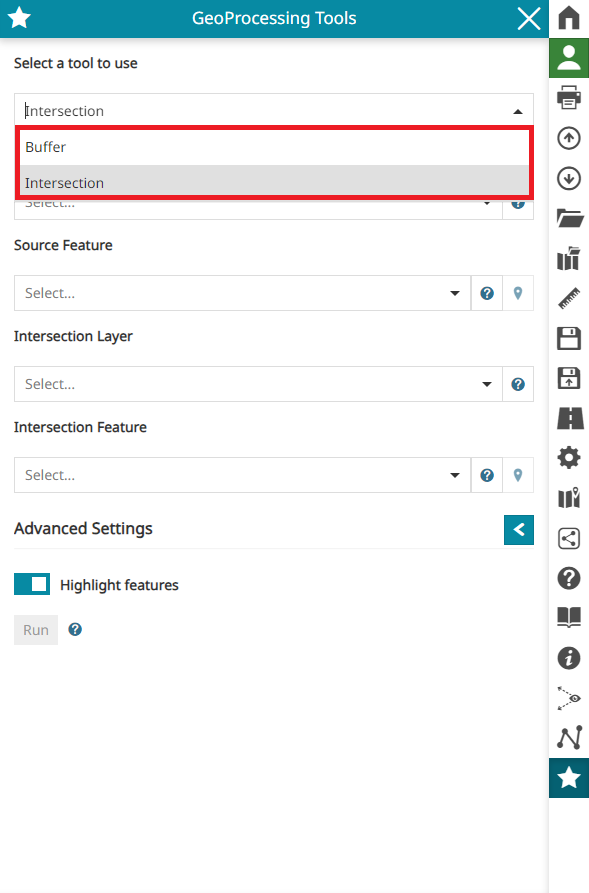 GeoProcessing Tools
Select a tool to use
Intersection
Buffer
Intersection
Select...
Source Feature
Select...
Intersection Layer
Select...
Intersection Feature
Select...
Advanced Settings
Highlight features
Run